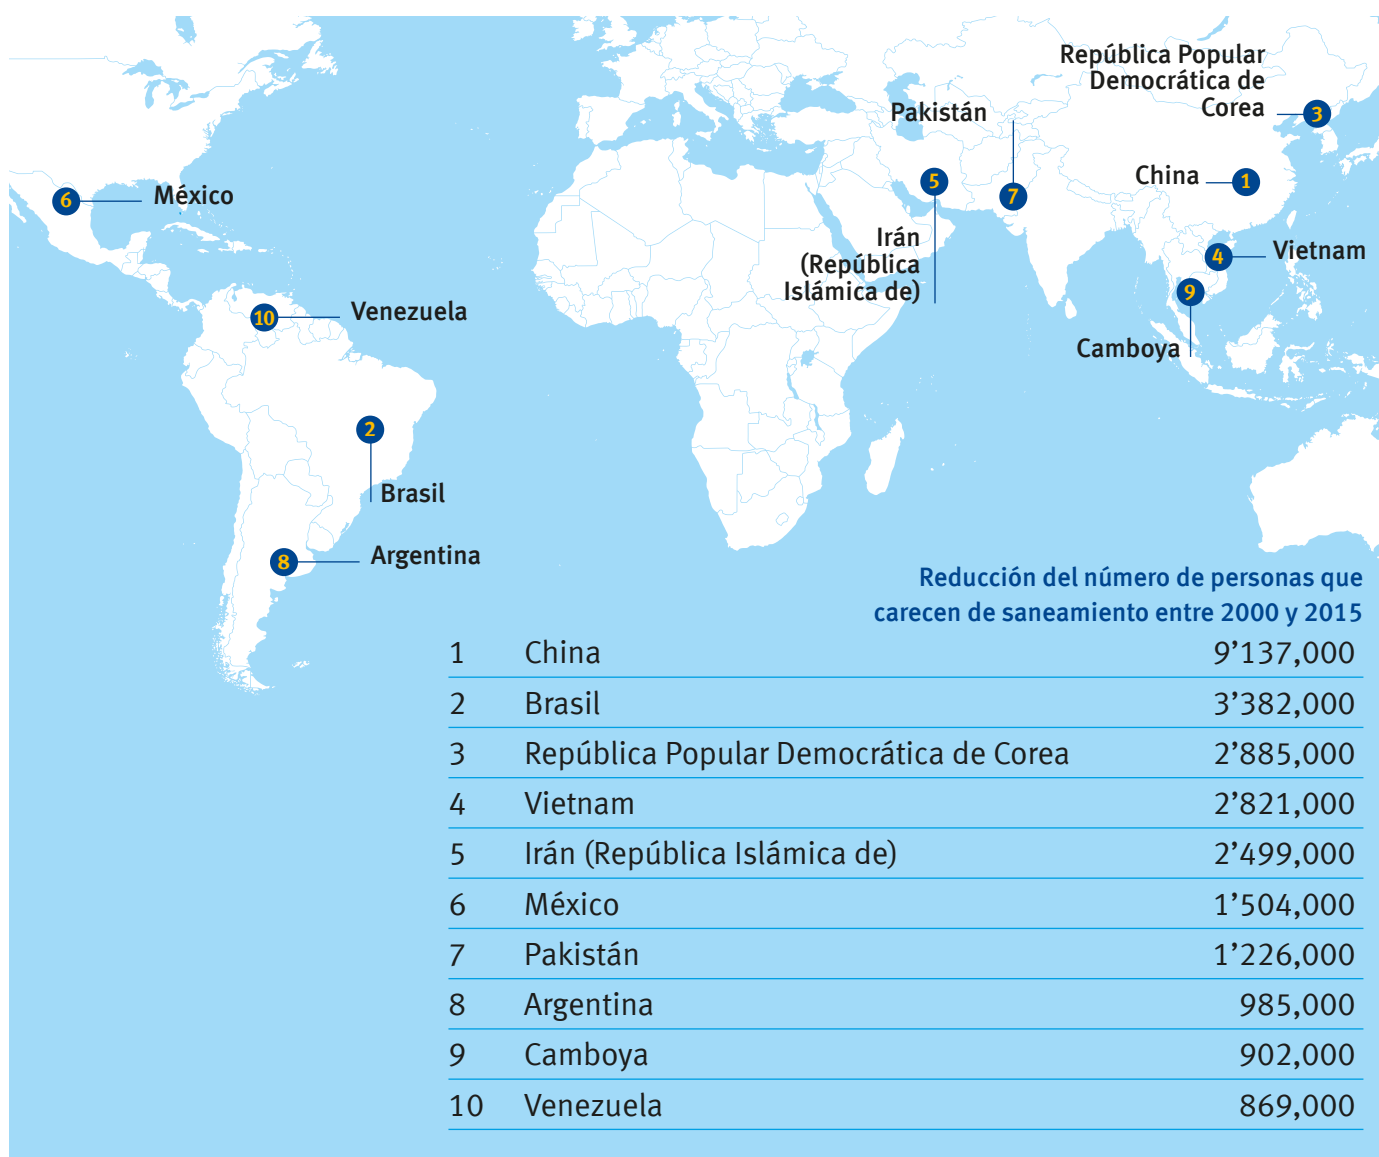 República Popular
Democrática de
Corea
3
Pakistán
China
1
5
7
6
México
Irán
(República
Islámica de)
4
Vietnam
9
Venezuela
10
Camboya
2
Brasil
8
Argentina
Reducción del número de personas que
carecen de saneamiento entre 2000 y 2015
1 China 9’137,000
2 Brasil 3’382,000
3 República Popular Democrática de Corea 2’885,000
4 Vietnam 2’821,000
5 Irán (República Islámica de) 2’499,000
6 México 1’504,000
7 Pakistán 1’226,000
8 Argentina 985,000
9 Camboya 902,000
10 Venezuela 869,000